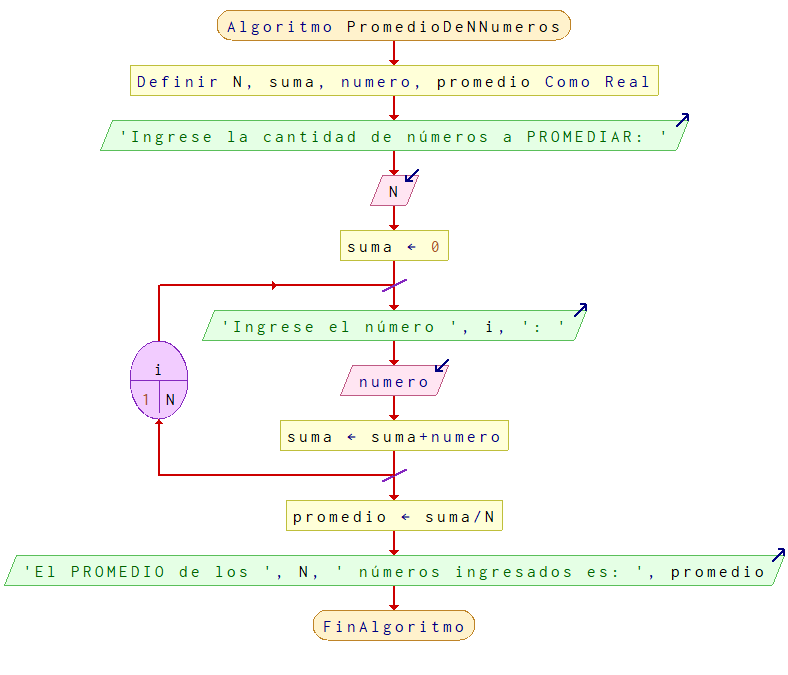 Algoritmo PromedioDeNNumeros
Definir N, suma, numero, promedio Como Real
'Ingrese la cantidad de números a PROMEDIAR: '
N
suma ← 0
'Ingrese el número ', i, ': '
i
1 N
numero
suma ← suma+numero
promedio ← suma/N
'El PROMEDIO de los ', N, ' números ingresados es: ', promedio
FinAlgoritmo